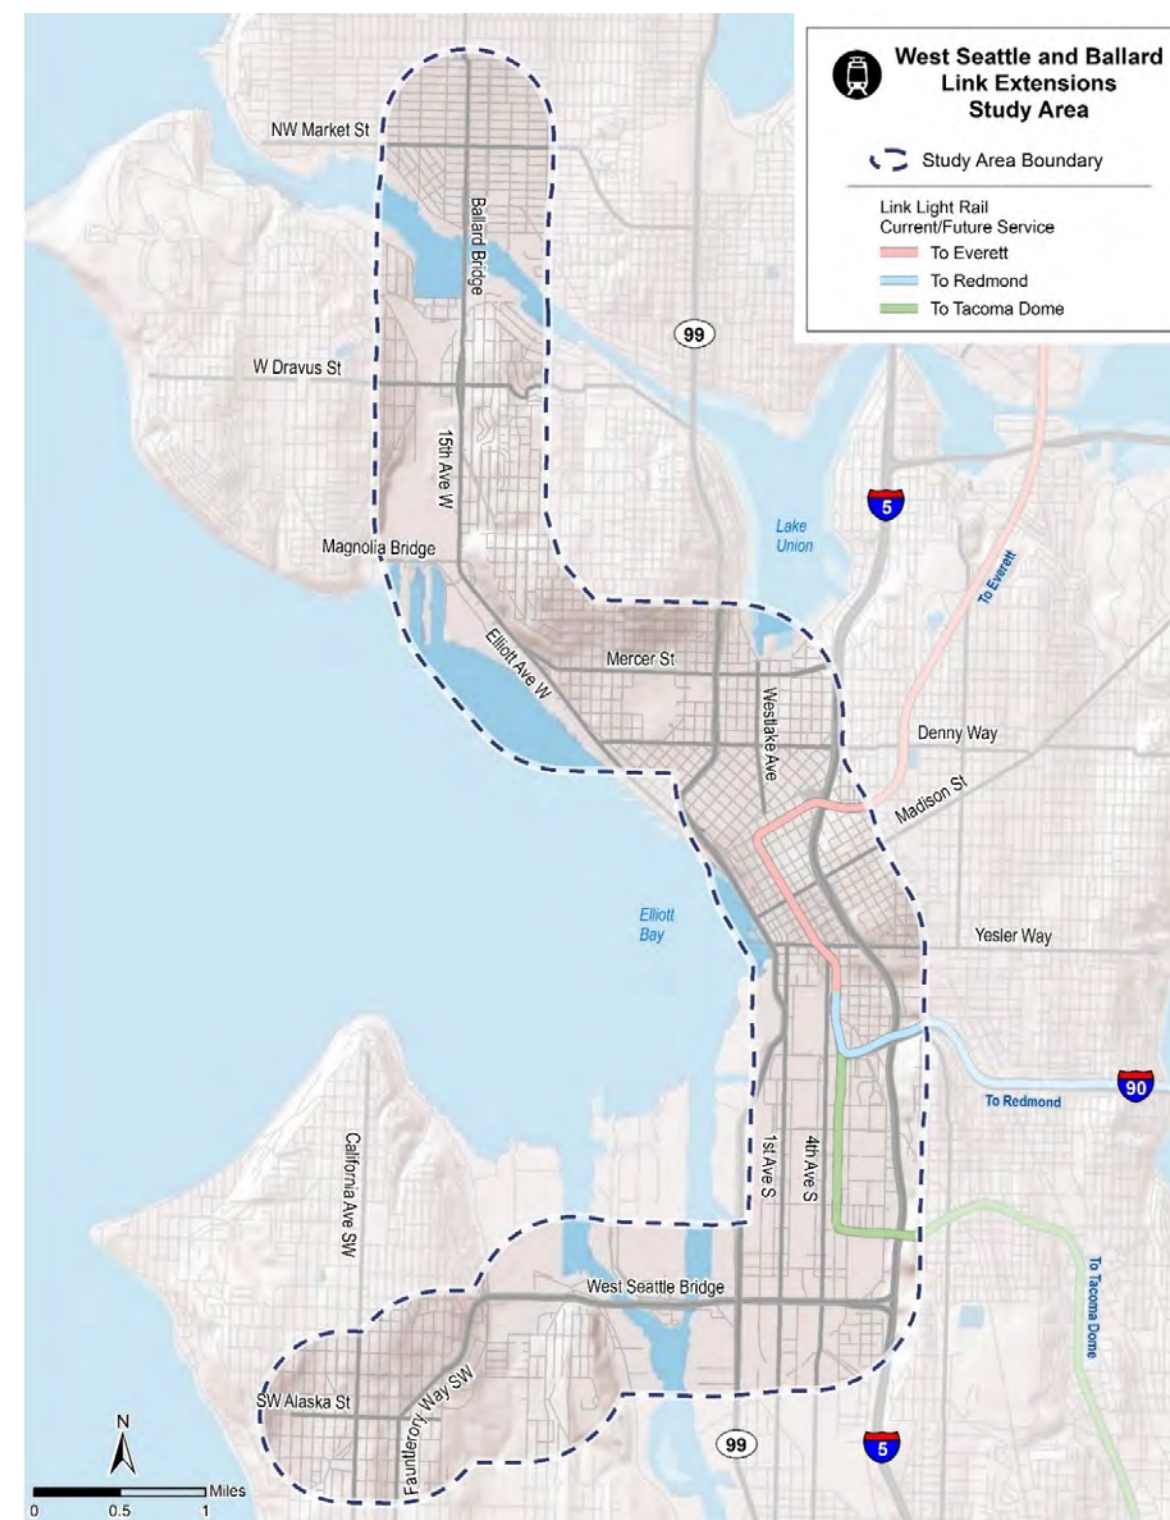 West Seattle and Ballard
Link Extensions
Study Area
Study Area Boundary
Link Light Rail
Current/Future Service
To Everett
To Redmond
To Tacoma Dome
NW Market St
Ballard Bridge
99
W Dravus St
15th Ave W
5
Lake
Union
Magnolia Bridge
To Everett
Elliott Ave W
Mercer St
Westlake Ave
Denny Way
Madison St
Elliott
Bay
Yesler Way
90
To Redmond
California Ave SW
1st Ave S
4th Ave S
West Seattle Bridge
To Tacoma Dome
SW Alaska St
Fauntlerory Way SW
N
99
5
Miles
0 0.5 1